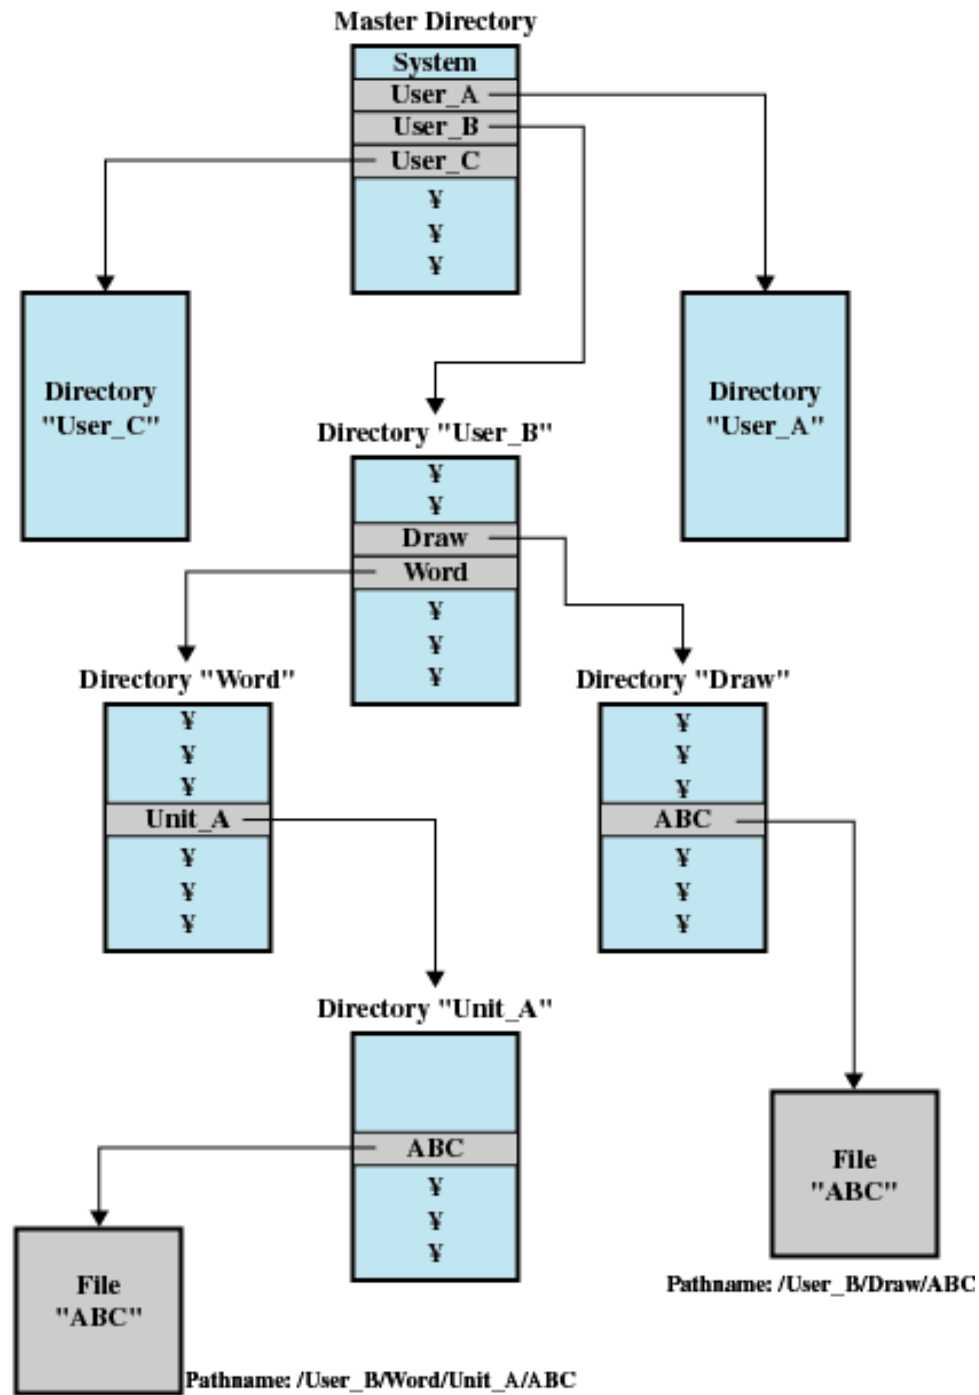 Master Directory
System
User_A
User_B
User_C
¥
¥
¥
Directory
"User_C"
Directory
"User_A"
Directory "User_B"
¥
¥
Draw
Word
¥
¥
¥
Directory "Word"
¥
¥
¥
Unit_A
¥
¥
¥
Directory "Draw"
¥
¥
¥
ABC
¥
¥
¥
Directory "Unit_A"
ABC
¥
¥
¥
File
"ABC"
Pathname: /User_B/Draw/ABC
File
"ABC"
Pathname: /User_B/Word/Unit_A/ABC